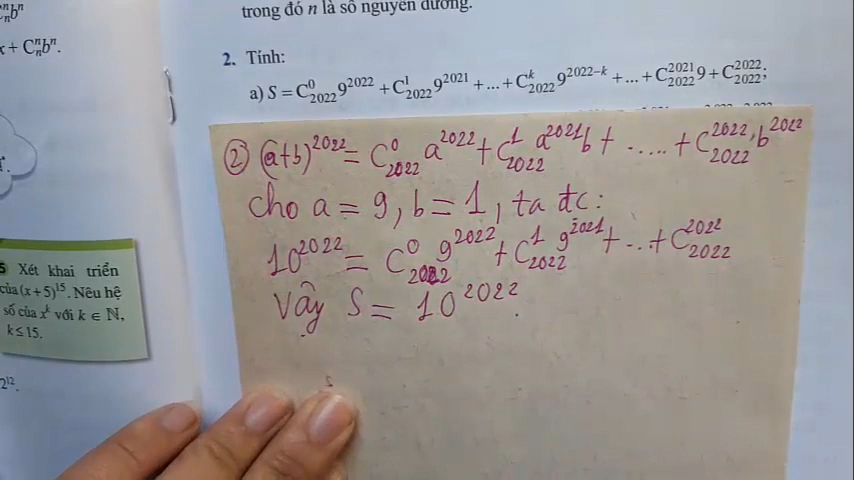 trong đó n là số nguyên dương.
x + Cₙⁿbⁿ.
2. Tính:
a) S = C⁰₂₀₂₂9²⁰²² + C¹₂₀₂₂9²⁰²¹ + ... + Cᵏ₂₀₂₂9²⁰²²⁻ᵏ + ... + C²⁰²¹₂₀₂₂9 + C²⁰²²₂₀₂₂;
② (a+b)²⁰²² = C⁰₂₀₂₂ a²⁰²² + C¹₂₀₂₂ a²⁰²¹b + ..... + C²⁰²²₂₀₂₂.b²⁰²²
cho a = 9, b = 1, ta đc:
10²⁰²² = C⁰₂₀₂₂ 9²⁰²² + C¹₂₀₂₂ 9²⁰²¹ + ... + C²⁰²²₂₀₂₂
Vậy S = 10²⁰²².
5 Xét khai triển
của (x + 5)¹⁵. Nêu hệ
số của xᵏ với k ∈ ℕ,
k ≤ 15.
2¹².